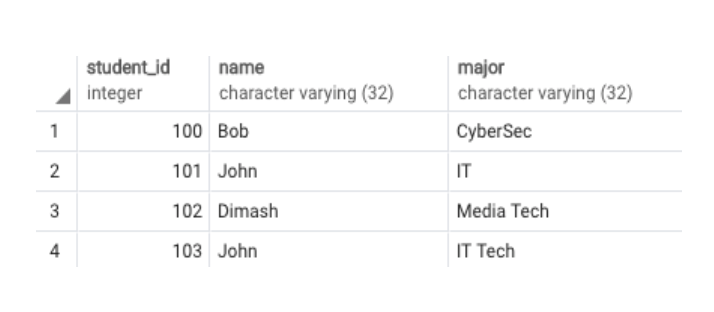 student_id name major
integer character varying (32) character varying (32)
1 100 Bob CyberSec
2 101 John IT
3 102 Dimash Media Tech
4 103 John IT Tech